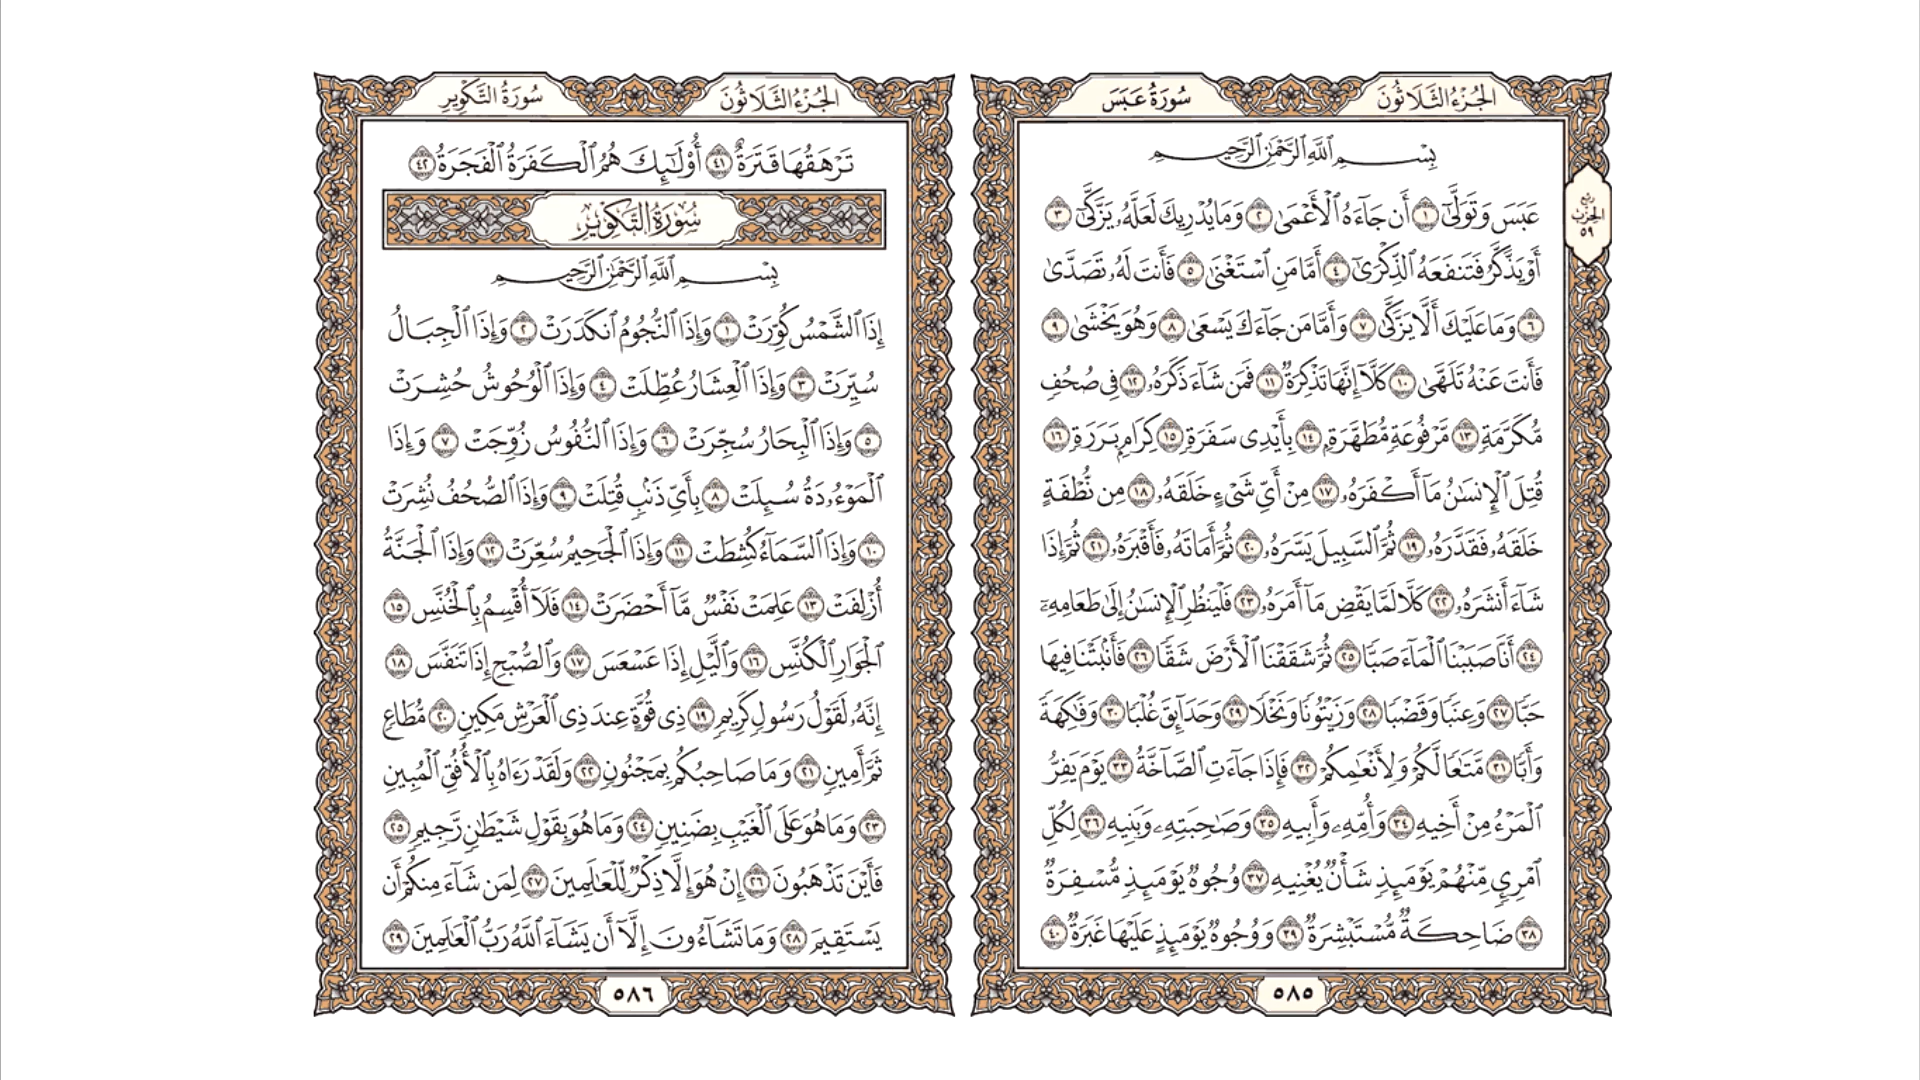 الجُزْءُ الثَّلَاثُونَ
سُورَةُ عَبَسَ
بِسْمِ اللَّهِ الرَّحْمَٰنِ الرَّحِيمِ
عَبَسَ وَتَوَلَّىٰٓ ١ أَن جَآءَهُ ٱلْأَعْمَىٰ ٢ وَمَا يُدْرِيكَ لَعَلَّهُۥ يَزَّكَّىٰٓ ٣
أَوْ يَذَّكَّرُ فَتَنفَعَهُ ٱلذِّكْرَىٰٓ ٤ أَمَّا مَنِ ٱسْتَغْنَىٰ ٥ فَأَنتَ لَهُۥ تَصَدَّىٰ
٦ وَمَا عَلَيْكَ أَلَّا يَزَّكَّىٰ ٧ وَأَمَّا مَن جَآءَكَ يَسْعَىٰ ٨ وَهُوَ يَخْشَىٰ ٩
فَأَنتَ عَنْهُ تَلَهَّىٰ ١٠ كَلَّآ إِنَّهَا تَذْكِرَةٌ ١١ فَمَن شَآءَ ذَكَرَهُۥ ١٢ فِى صُحُفٍ
مُّكَرَّمَةٍ ١٣ مَّرْفُوعَةٍ مُّطَهَّرَةٍۭ ١٤ بِأَيْدِى سَفَرَةٍ ١٥ كِرَامٍۭ بَرَرَةٍ ١٦
قُتِلَ ٱلْإِنسَٰنُ مَآ أَكْفَرَهُۥ ١٧ مِنْ أَىِّ شَىْءٍ خَلَقَهُۥ ١٨ مِن نُّطْفَةٍ
خَلَقَهُۥ فَقَدَّرَهُۥ ١٩ ثُمَّ ٱلسَّبِيلَ يَسَّرَهُۥ ٢٠ ثُمَّ أَمَاتَهُۥ فَأَقْبَرَهُۥ ٢١ ثُمَّ إِذَا
شَآءَ أَنشَرَهُۥ ٢٢ كَلَّا لَمَّا يَقْضِ مَآ أَمَرَهُۥ ٢٣ فَلْيَنظُرِ ٱلْإِنسَٰنُ إِلَىٰ طَعَامِهِۦٓ
٢٤ أَنَّا صَبَبْنَا ٱلْمَآءَ صَبًّا ٢٥ ثُمَّ شَقَقْنَا ٱلْأَرْضَ شَقًّا ٢٦ فَأَنۢبَتْنَا فِيهَا
حَبًّا ٢٧ وَعِنَبًا وَقَضْبًا ٢٨ وَزَيْتُونًا وَنَخْلًا ٢٩ وَحَدَآئِقَ غُلْبًا ٣٠ وَفَٰكِهَةً
وَأَبًّا ٣١ مَّتَٰعًا لَّكُمْ وَلِأَنْعَٰمِكُمْ ٣٢ فَإِذَا جَآءَتِ ٱلصَّآخَّةُ ٣٣ يَوْمَ يَفِرُّ
ٱلْمَرْءُ مِنْ أَخِيهِ ٣٤ وَأُمِّهِۦ وَأَبِيهِ ٣٥ وَصَٰحِبَتِهِۦ وَبَنِيهِ ٣٦ لِكُلِّ
ٱمْرِئٍ مِّنْهُمْ يَوْمَئِذٍ شَأْنٌ يُغْنِيهِ ٣٧ وُجُوهٌ يَوْمَئِذٍ مُّسْفِرَةٌ
٣٨ ضَاحِكَةٌ مُّسْتَبْشِرَةٌ ٣٩ وَوُجُوهٌ يَوْمَئِذٍ عَلَيْهَا غَبَرَةٌ ٤٠
رُبْعُ
الحِزْبِ
٥٩
٥٨٥
الجُزْءُ الثَّلَاثُونَ
سُورَةُ التَّكْوِيرِ
تَرْهَقُهَا قَتَرَةٌ ٤١ أُو۟لَٰٓئِكَ هُمُ ٱلْكَفَرَةُ ٱلْفَجَرَةُ ٤٢
سُورَةُ التَّكْوِيرِ
بِسْمِ اللَّهِ الرَّحْمَٰنِ الرَّحِيمِ
إِذَا ٱلشَّمْسُ كُوِّرَتْ ١ وَإِذَا ٱلنُّجُومُ ٱنكَدَرَتْ ٢ وَإِذَا ٱلْجِبَالُ
سُيِّرَتْ ٣ وَإِذَا ٱلْعِشَارُ عُطِّلَتْ ٤ وَإِذَا ٱلْوُحُوشُ حُشِرَتْ
٥ وَإِذَا ٱلْبِحَارُ سُجِّرَتْ ٦ وَإِذَا ٱلنُّفُوسُ زُوِّجَتْ ٧ وَإِذَا
ٱلْمَوْءُۥدَةُ سُئِلَتْ ٨ بِأَىِّ ذَنۢبٍ قُتِلَتْ ٩ وَإِذَا ٱلصُّحُفُ نُشِرَتْ
١٠ وَإِذَا ٱلسَّمَآءُ كُشِطَتْ ١١ وَإِذَا ٱلْجَحِيمُ سُعِّرَتْ ١٢ وَإِذَا ٱلْجَنَّةُ
أُزْلِفَتْ ١٣ عَلِمَتْ نَفْسٌ مَّآ أَحْضَرَتْ ١٤ فَلَآ أُقْسِمُ بِٱلْخُنَّسِ ١٥
ٱلْجَوَارِ ٱلْكُنَّسِ ١٦ وَٱلَّيْلِ إِذَا عَسْعَسَ ١٧ وَٱلصُّبْحِ إِذَا تَنَفَّسَ ١٨
إِنَّهُۥ لَقَوْلُ رَسُولٍ كَرِيمٍ ١٩ ذِى قُوَّةٍ عِندَ ذِى ٱلْعَرْشِ مَكِينٍ ٢٠ مُّطَاعٍ
ثَمَّ أَمِينٍ ٢١ وَمَا صَاحِبُكُم بِمَجْنُونٍ ٢٢ وَلَقَدْ رَءَاهُ بِٱلْأُفُقِ ٱلْمُبِينِ
٢٣ وَمَا هُوَ عَلَى ٱلْغَيْبِ بِضَنِينٍ ٢٤ وَمَا هُوَ بِقَوْلِ شَيْطَٰنٍ رَّجِيمٍ ٢٥
فَأَيْنَ تَذْهَبُونَ ٢٦ إِنْ هُوَ إِلَّا ذِكْرٌ لِّلْعَٰلَمِينَ ٢٧ لِمَن شَآءَ مِنكُمْ أَن
يَسْتَقِيمَ ٢٨ وَمَا تَشَآءُونَ إِلَّآ أَن يَشَآءَ ٱللَّهُ رَبُّ ٱلْعَٰلَمِينَ ٢٩
٥٨٦